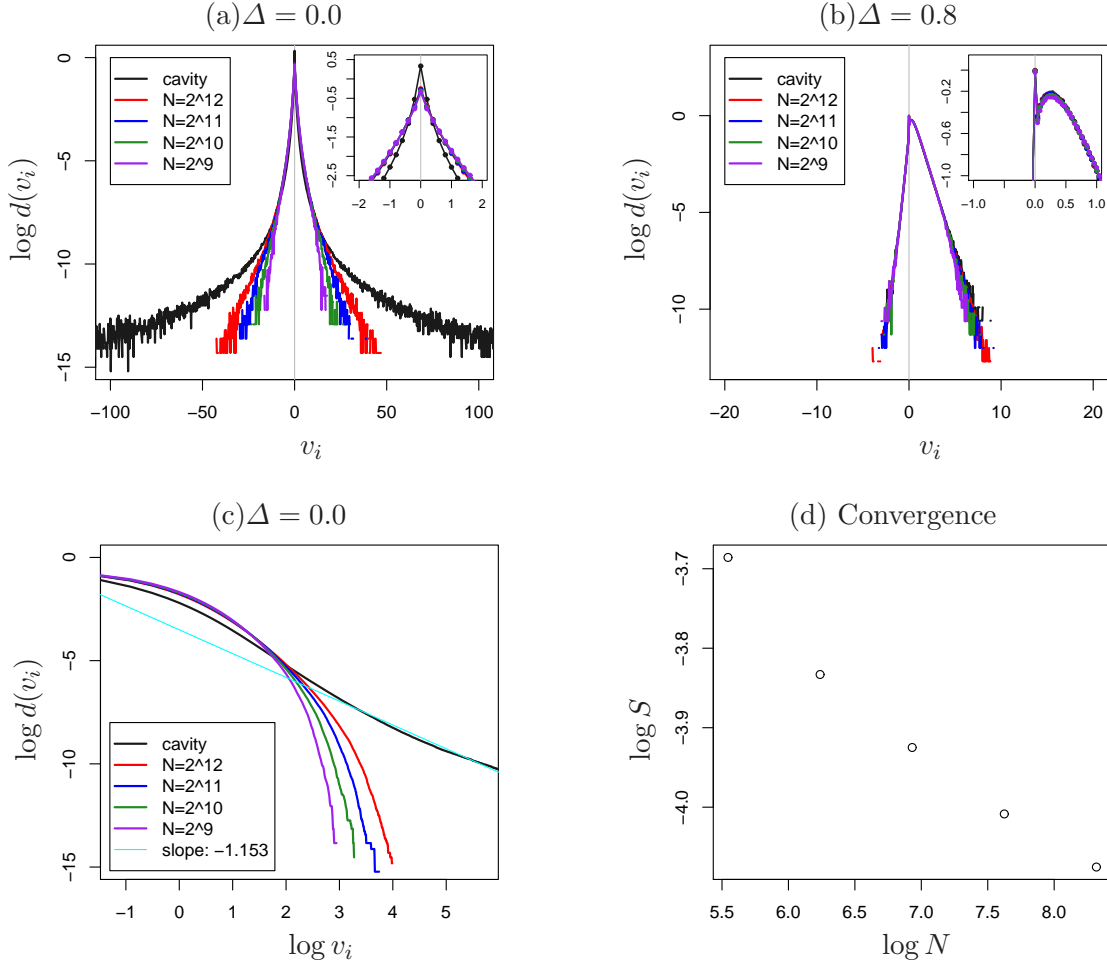 (a)Δ = 0.0
0
−5
−10
−15
log d(v_i)
cavity
N=2^12
N=2^11
N=2^10
N=2^9
0.5
−0.5
−1.5
−2.5
−2 −1 0 1 2
−100 −50 0 50 100
v_i
(b)Δ = 0.8
0
−5
−10
log d(v_i)
cavity
N=2^12
N=2^11
N=2^10
N=2^9
−0.2
−0.6
−1.0
−1.0 0.0 0.5 1.0
−20 −10 0 10 20
v_i
(c)Δ = 0.0
0
−5
−10
−15
log d(v_i)
cavity
N=2^12
N=2^11
N=2^10
N=2^9
slope: −1.153
−1 0 1 2 3 4 5
log v_i
(d) Convergence
−3.7
−3.8
−3.9
−4.0
log S
5.5 6.0 6.5 7.0 7.5 8.0
log N